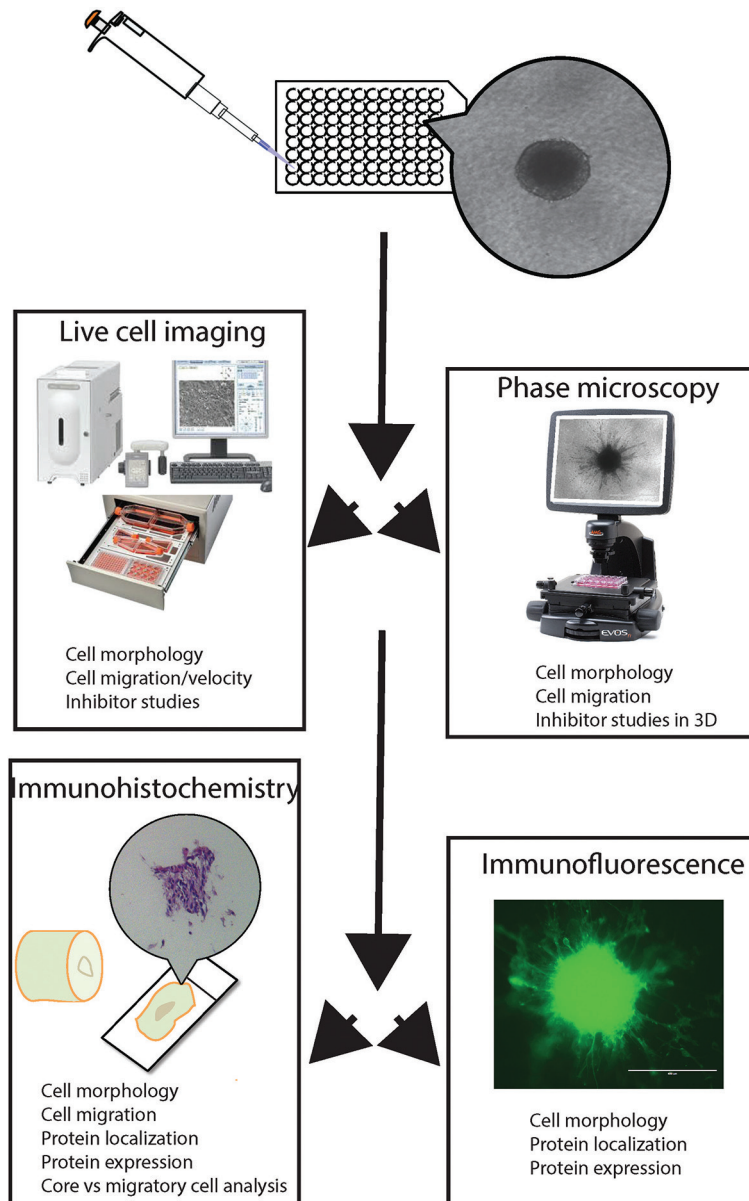 Live cell imaging
Cell morphology
Cell migration/velocity
Inhibitor studies
Phase microscopy
EVOS
Cell morphology
Cell migration
Inhibitor studies in 3D
Immunohistochemistry
Cell morphology
Cell migration
Protein localization
Protein expression
Core vs migratory cell analysis
Immunofluorescence
Cell morphology
Protein localization
Protein expression